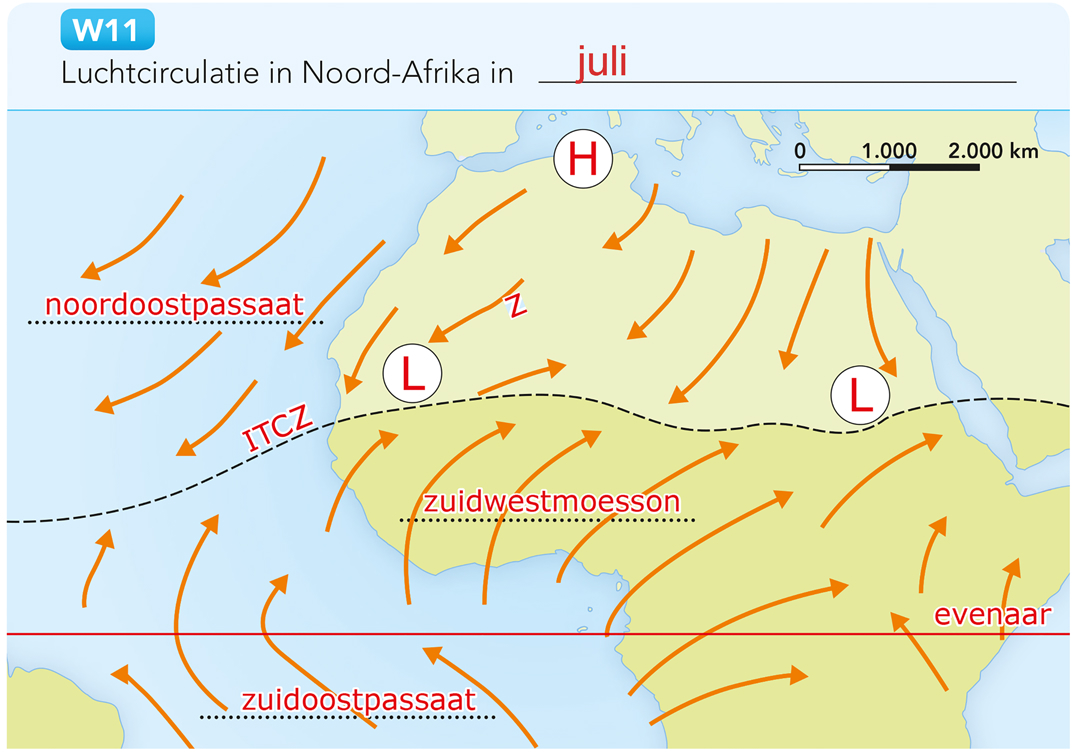 W11
Luchtcirculatie in Noord-Afrika in juli
H
0 1.000 2.000 km
noordoostpassaat
Z
L
L
ITCZ
zuidwestmoesson
evenaar
zuidoostpassaat